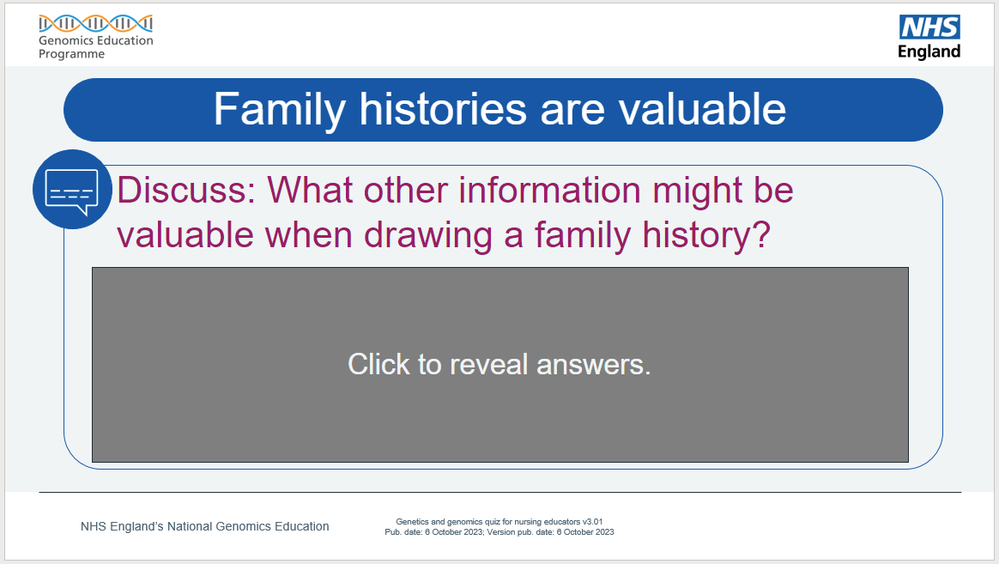 Genomics Education
Programme
NHS
England
Family histories are valuable
Discuss: What other information might be
valuable when drawing a family history?
Click to reveal answers.
NHS England’s National Genomics Education
Genetics and genomics quiz for nursing educators v3.01
Pub. date: 6 October 2023; Version pub. date: 6 October 2023